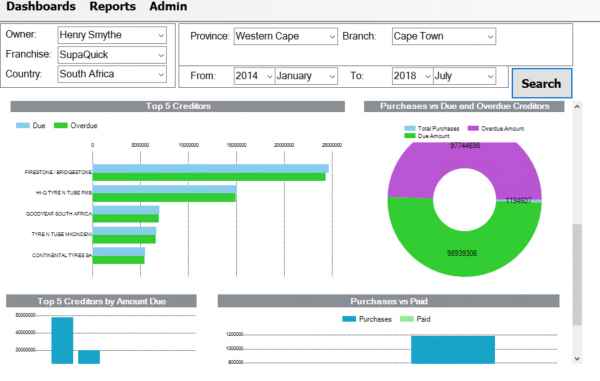 Dashboards Reports Admin
Owner: Henry Smythe
Franchise: SupaQuick
Country: South Africa
Province: Western Cape Branch: Cape Town
From: 2014 January To: 2018 July
Search
Top 5 Creditors
Due Overdue
0 5000000 10000000 15000000 20000000 25000000
FIRESTONE / BRIDGESTONE
HI-Q TYRE N TUBE PMB
GOODYEAR SOUTH AFRICA
TYRE N TUBE MKONDENI
CONTINENTAL TYRES SA
Purchases vs Due and Overdue Creditors
Total Purchases Overdue Amount
Due Amount
97744698
1194607
98939306
Top 5 Creditors by Amount Due
50000000
40000000
30000000
Purchases vs Paid
Purchases Paid
1200000
1000000
800000